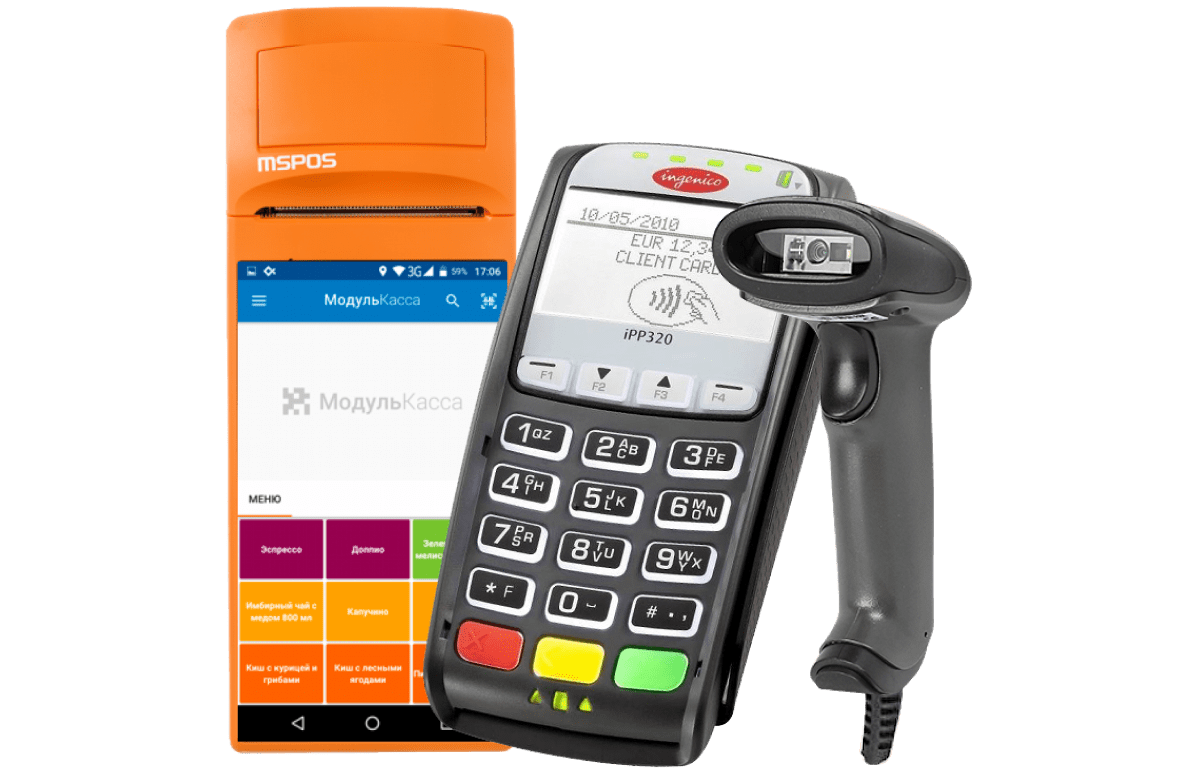 MSPOS
3G 59% 17:06
МодульКасса
МодульКасса
МЕНЮ
Эспрессо
Доппио
Имбирный чай с
медом 800 мл
Капучино
Киш с курицей и
грибами
Киш с лесными
ягодами
ingenico
10/05/2010
EUR 12,34
CLIENT CARD
iPP320
F1 F2 F3 F4
1 QZ 2 ABC 3 DEF
4 GHI 5 JKL 6 MNO
7 PRS 8 TUV 9 WXY
* F 0 # . ,